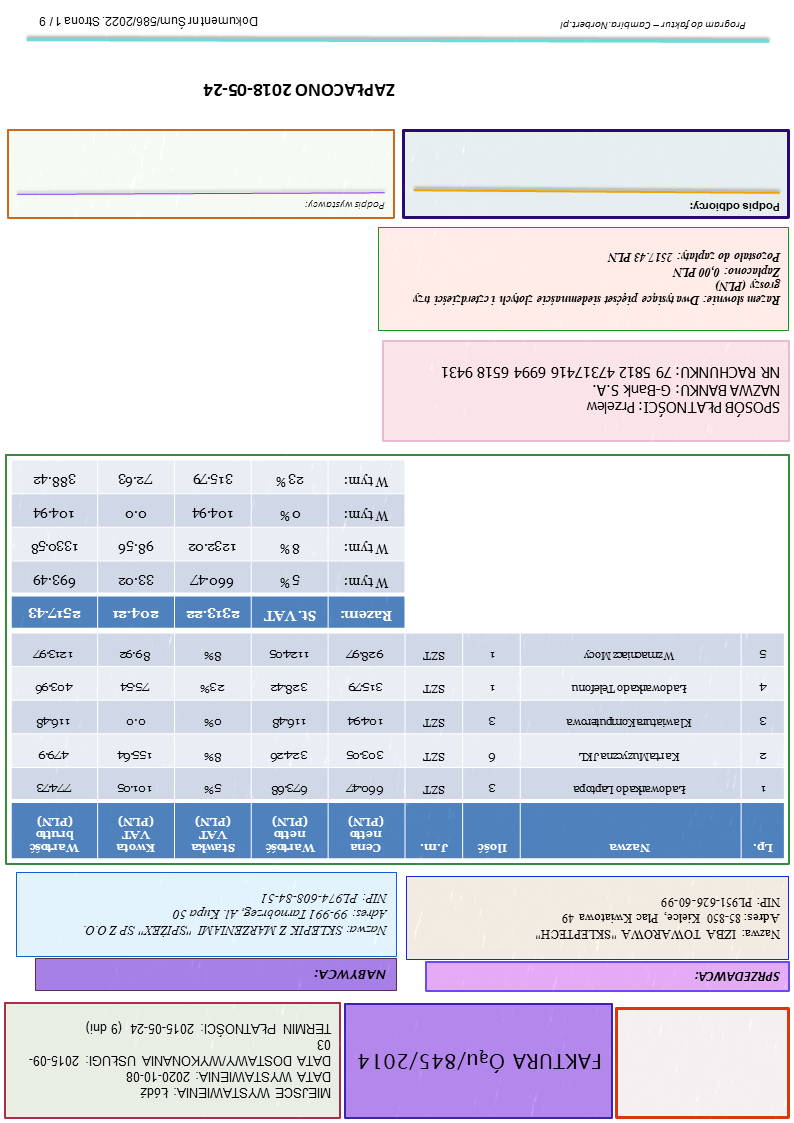 MIEJSCE WYSTAWIENIA: Łódź
DATA WYSTAWIENIA: 2020-10-08
DATA DOSTAWY/WYKONANIA USŁUGI: 2015-09-
03
TERMIN PŁATNOŚCI: 2015-05-24 (9 dni)
FAKTURA Óąu/845/2014
SPRZEDAWCA:
NABYWCA:
Nazwa: IZBA TOWAROWA "SKLEPTECH"
Adres: 85-850 Kielce, Plac Kwiatowa 49
NIP: PL951-626-60-99
Nazwa: SKLEPIK Z MARZENIAMI "SPIŻEX" SP Z O.O.
Adres: 99-991 Tarnobrzeg, Al. Kupa 50
NIP: PL974-608-84-51
Lp. Nazwa Ilość J.m. Cena netto (PLN) Wartość netto (PLN) Stawka VAT (PLN) Kwota VAT (PLN) Wartość brutto (PLN)
1 Ładowarkado Laptopa 3 SZT 660.47 673.68 5% 101.05 774.73
2 KartaMuzycznaJKL 6 SZT 303.05 324.26 8% 155.64 479.9
3 KlawiaturaKomputerowa 3 SZT 104.94 116.48 0% 0.0 116.48
4 Ładowarkado Telefonu 1 SZT 315.79 328.42 23% 75.54 403.96
5 WzmacniaczMocy 1 SZT 928.97 1124.05 8% 89.92 1213.97
Razem: St. VAT 2313.22 204.21 2517.43
W tym: 5% 660.47 33.02 693.49
W tym: 8% 1232.02 98.56 1330.58
W tym: 0% 104.94 0.0 104.94
W tym: 23% 315.79 72.63 388.42
SPOSÓB PŁATNOŚCI: Przelew
NAZWA BANKU: G-Bank S.A.
NR RACHUNKU: 79 5812 47317416 6994 6518 9431
Razem słownie: Dwa tysiące pięćset siedemnaście złotych i czterdzieści trzy
groszy (PLN)
Zapłacono: 0,00 PLN
Pozostało do zapłaty: 2517.43 PLN
Podpis odbiorcy:
Podpis wystawcy:
ZAPŁACONO 2018-05-24
Program do faktur – Cambira.Norbert.pl
Dokument nr Śum/586/2022. Strona 1 / 9